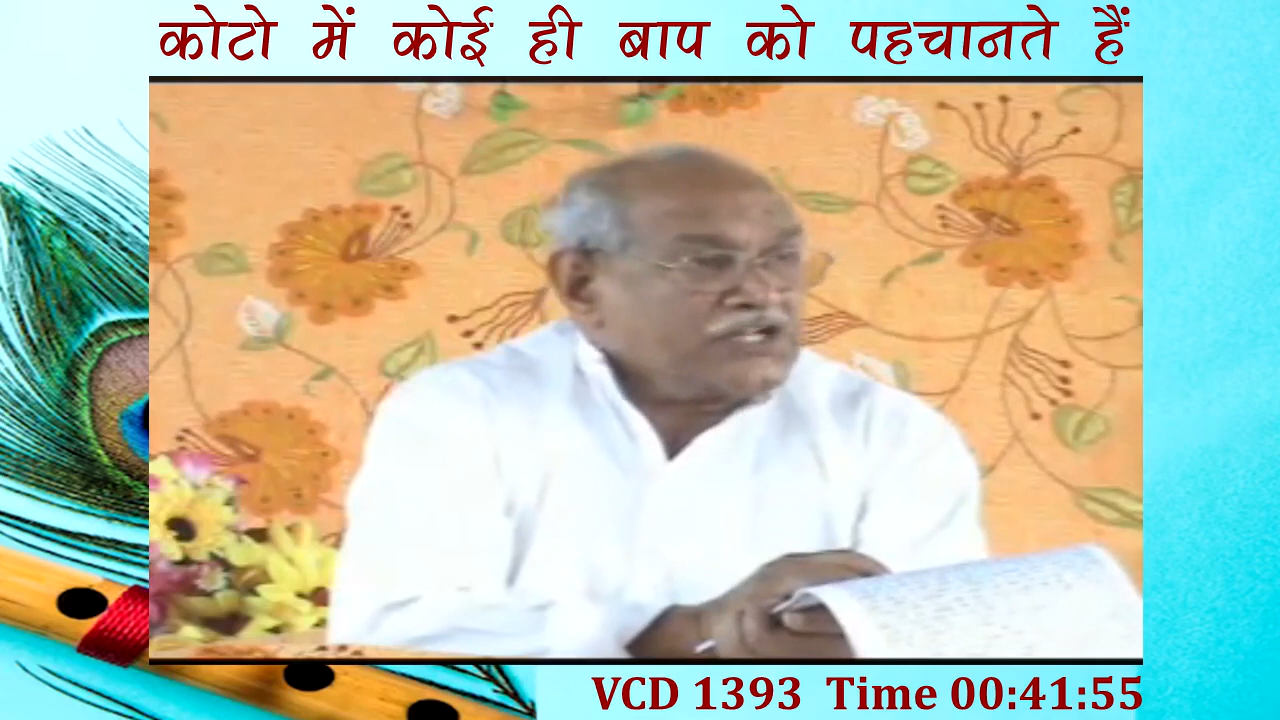 कोटो में कोई ही बाप को पहचानते हैं
VCD 1393 Time 00:41:55